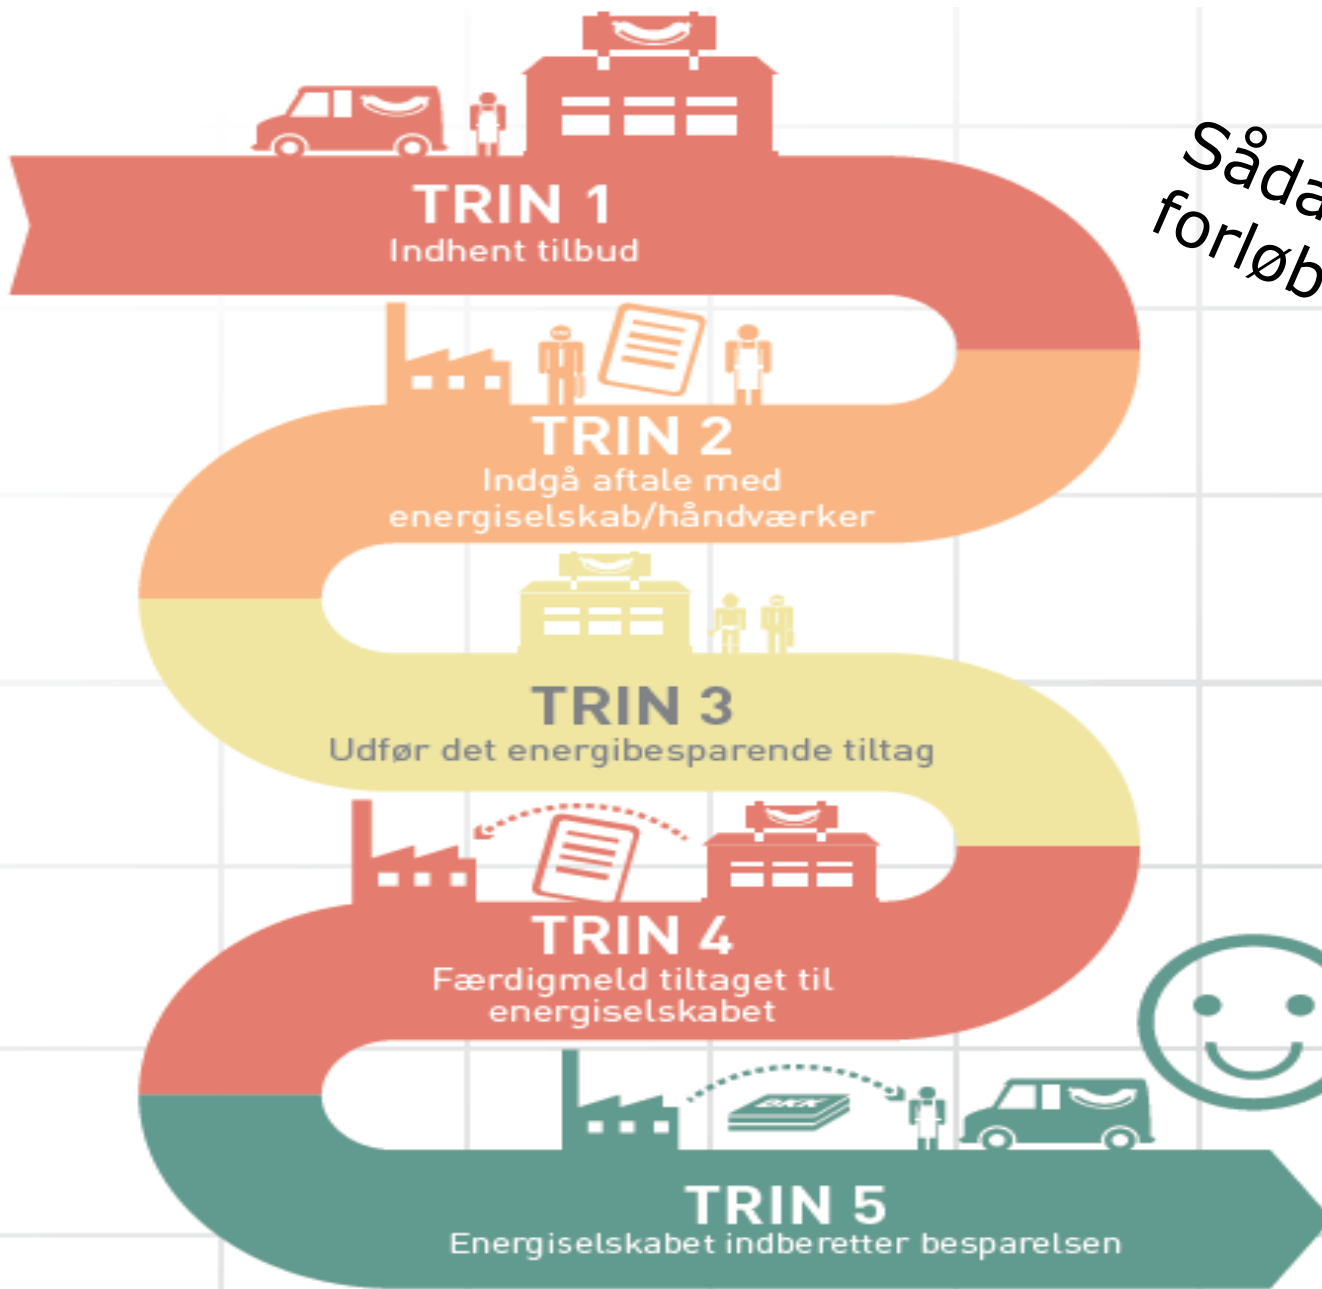 TRIN 1
Indhent tilbud
TRIN 2
Indgå aftale med
energiselskab/håndværker
TRIN 3
Udfør det energibesparende tiltag
TRIN 4
Færdigmeld tiltaget til
energiselskabet
DKK
TRIN 5
Energiselskabet indberetter besparelsen
forløb